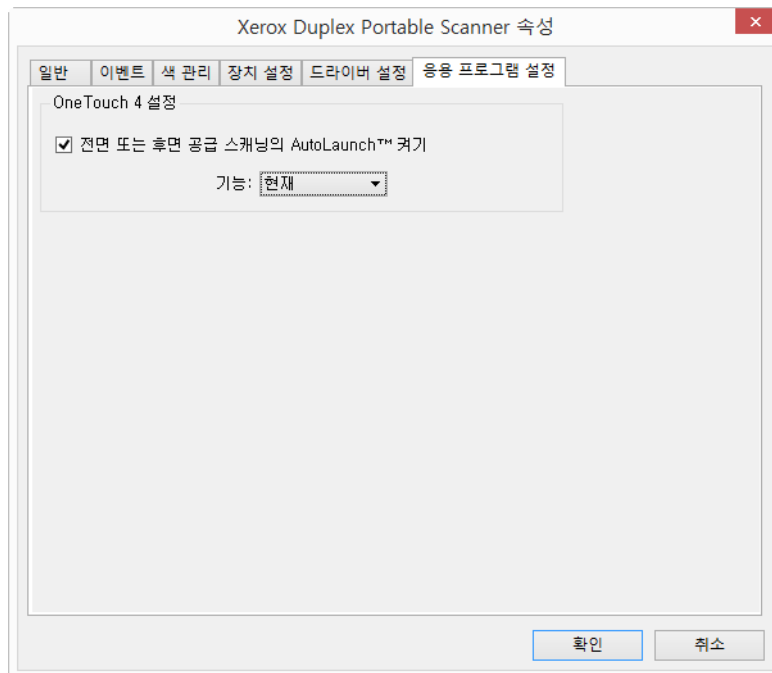 Xerox Duplex Portable Scanner 속성
일반 이벤트 색 관리 장치 설정 드라이버 설정 응용 프로그램 설정
OneTouch 4 설정
전면 또는 후면 공급 스캐닝의 AutoLaunch™ 켜기
기능: 현재
확인 취소